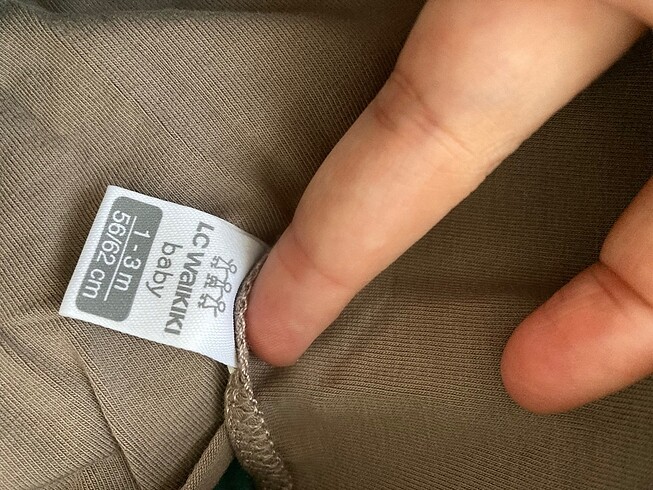 LC WAIKIKI
baby
1 - 3 m
56/62 cm